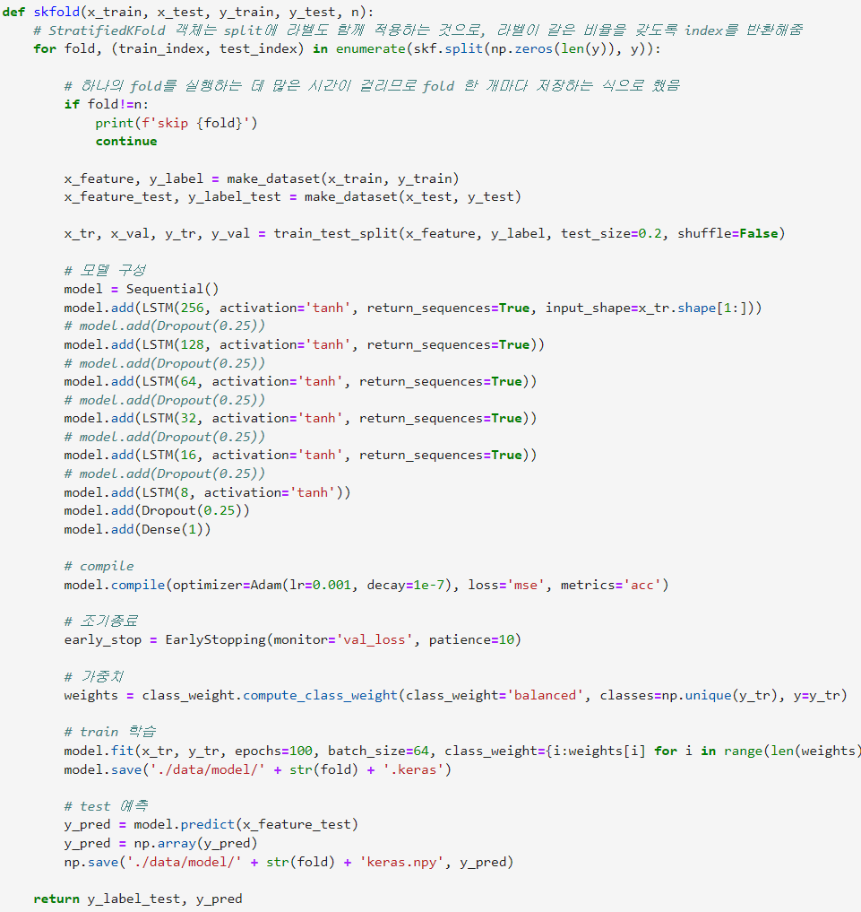 def skfold(x_train, x_test, y_train, y_test, n):
    # StratifiedKFold 객체는 split에 라벨도 함께 적용하는 것으로, 라벨이 같은 비율을 갖도록 index를 반환해줌
    for fold, (train_index, test_index) in enumerate(skf.split(np.zeros(len(y)), y)):

        # 하나의 fold를 실행하는 데 많은 시간이 걸리므로 fold 한 개마다 저장하는 식으로 했음
        if fold!=n:
            print(f'skip {fold}')
            continue

        x_feature, y_label = make_dataset(x_train, y_train)
        x_feature_test, y_label_test = make_dataset(x_test, y_test)

        x_tr, x_val, y_tr, y_val = train_test_split(x_feature, y_label, test_size=0.2, shuffle=False)

        # 모델 구성
        model = Sequential()
        model.add(LSTM(256, activation='tanh', return_sequences=True, input_shape=x_tr.shape[1:]))
        # model.add(Dropout(0.25))
        model.add(LSTM(128, activation='tanh', return_sequences=True))
        # model.add(Dropout(0.25))
        model.add(LSTM(64, activation='tanh', return_sequences=True))
        # model.add(Dropout(0.25))
        model.add(LSTM(32, activation='tanh', return_sequences=True))
        # model.add(Dropout(0.25))
        model.add(LSTM(16, activation='tanh', return_sequences=True))
        # model.add(Dropout(0.25))
        model.add(LSTM(8, activation='tanh'))
        model.add(Dropout(0.25))
        model.add(Dense(1))

        # compile
        model.compile(optimizer=Adam(lr=0.001, decay=1e-7), loss='mse', metrics='acc')

        # 조기종료
        early_stop = EarlyStopping(monitor='val_loss', patience=10)

        # 가중치
        weights = class_weight.compute_class_weight(class_weight='balanced', classes=np.unique(y_tr), y=y_tr)

        # train 학습
        model.fit(x_tr, y_tr, epochs=100, batch_size=64, class_weight={i:weights[i] for i in range(len(weights)
        model.save('./data/model/' + str(fold) + '.keras')

        # test 예측
        y_pred = model.predict(x_feature_test)
        y_pred = np.array(y_pred)
        np.save('./data/model/' + str(fold) + 'keras.npy', y_pred)

    return y_label_test, y_pred